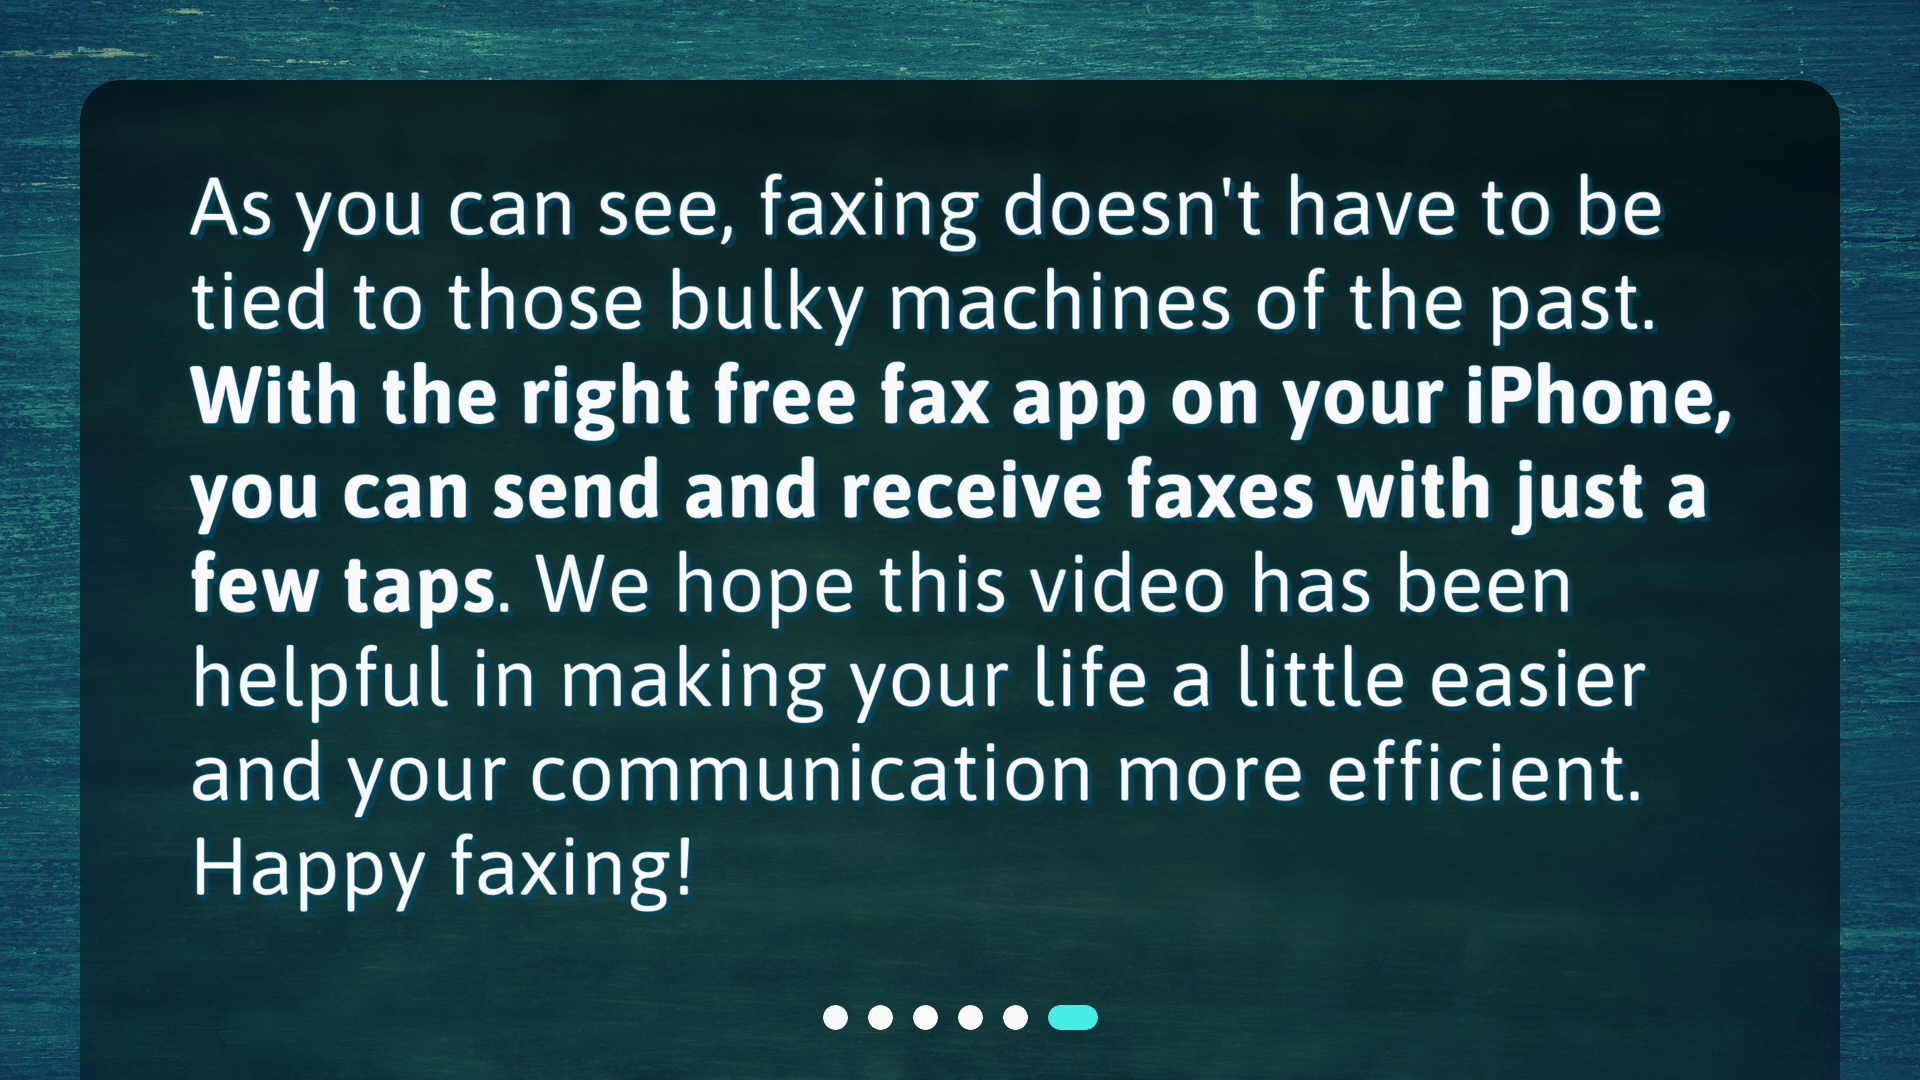 As you can see, faxing doesn't have to be
tied to those bulky machines of the past.
With the right free fax app on your iPhone,
you can send and receive faxes with just a
few taps. We hope this video has been
helpful in making your life a little easier
and your communication more efficient.
Happy faxing!